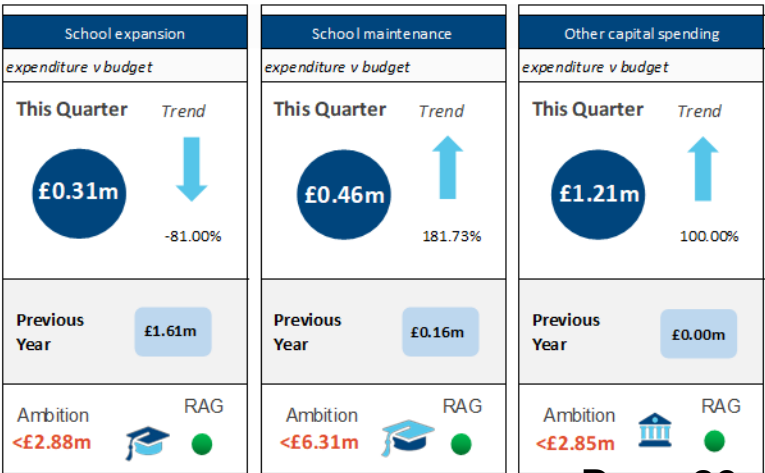 School expansion
expenditure v budget
This Quarter Trend
£0.31m
-81.00%
Previous
Year
£1.61m
Ambition
<£2.88m
RAG
School maintenance
expenditure v budget
This Quarter Trend
£0.46m
181.73%
Previous
Year
£0.16m
Ambition
<£6.31m
RAG
Other capital spending
expenditure v budget
This Quarter Trend
£1.21m
100.00%
Previous
Year
£0.00m
Ambition
<£2.85m
RAG